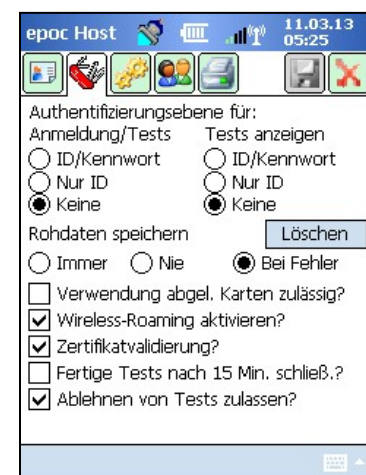 epoc Host 11.03.13
05:25
Authentifizierungsebene für:
Anmeldung/Tests Tests anzeigen
ID/Kennwort ID/Kennwort
Nur ID Nur ID
Keine Keine
Rohdaten speichern Löschen
Immer Nie Bei Fehler
Verwendung abgel. Karten zulässig?
Wireless-Roaming aktivieren?
Zertifikatvalidierung?
Fertige Tests nach 15 Min. schließ.?
Ablehnen von Tests zulassen?